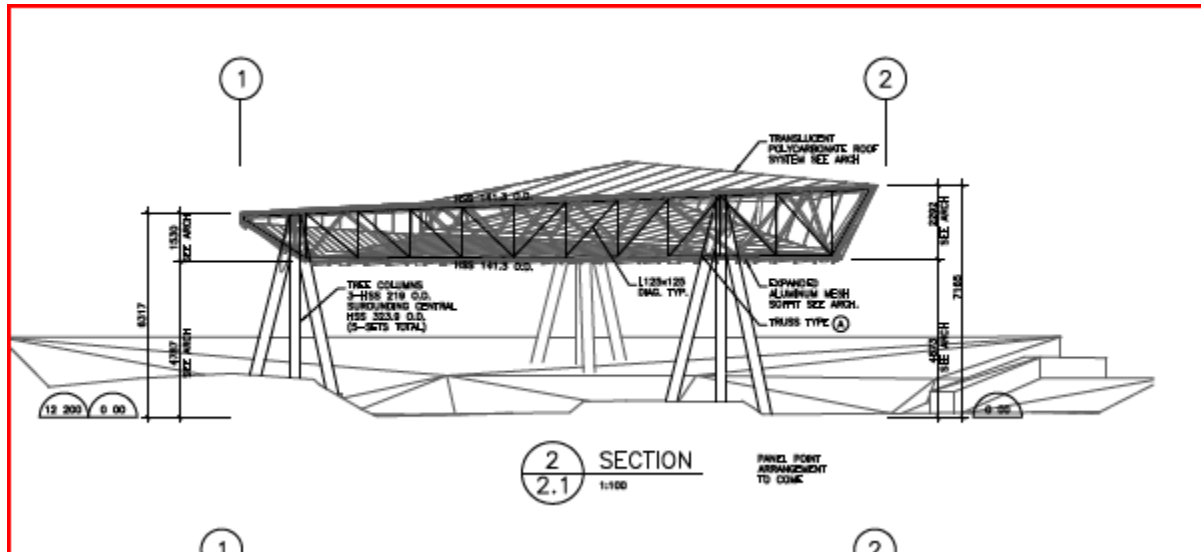 1
2
TRANSLUCENT
POLYCARBONATE ROOF
SYSTEM SEE ARCH
HSS 141.3 O.D.
1530
SEE ARCH
2292
SEE ARCH
7165
HSS 141.3 O.D.
L125x125
DIAG. TYP.
EXPANDED
ALUMINUM MESH
SOFFIT SEE ARCH.
TREE COLUMNS
3-HSS 219 O.D.
SURROUNDING CENTRAL
HSS 323.9 O.D.
(5-SETS TOTAL)
TRUSS TYPE A
6317
4787
SEE ARCH
4873
SEE ARCH
12 200
0 00
0 00
2
2.1
SECTION
1:100
PANEL POINT
ARRANGEMENT
TO COME
1
2